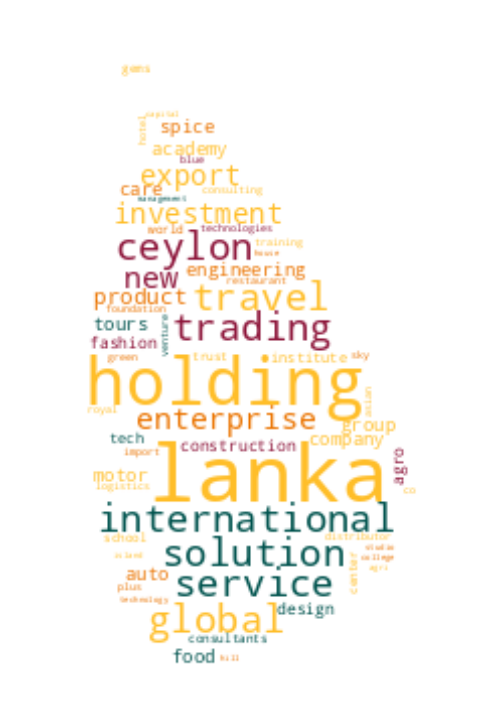 gems
capital
hotel
spice
academy
blue
export
care
consulting
management
investment
world
technologies
ceylon
training
house
new
engineering
restaurant
product
travel
foundation
tours
venture
trading
fashion
green
trust
institute
sky
holding
asian
royal
enterprise
group
tech
construction
company
import
agro
motor
lanka
logistics
co
international
school
distributor
solution
studio
island
college
center
agri
auto
service
plus
technology
design
global
consultants
food
hill